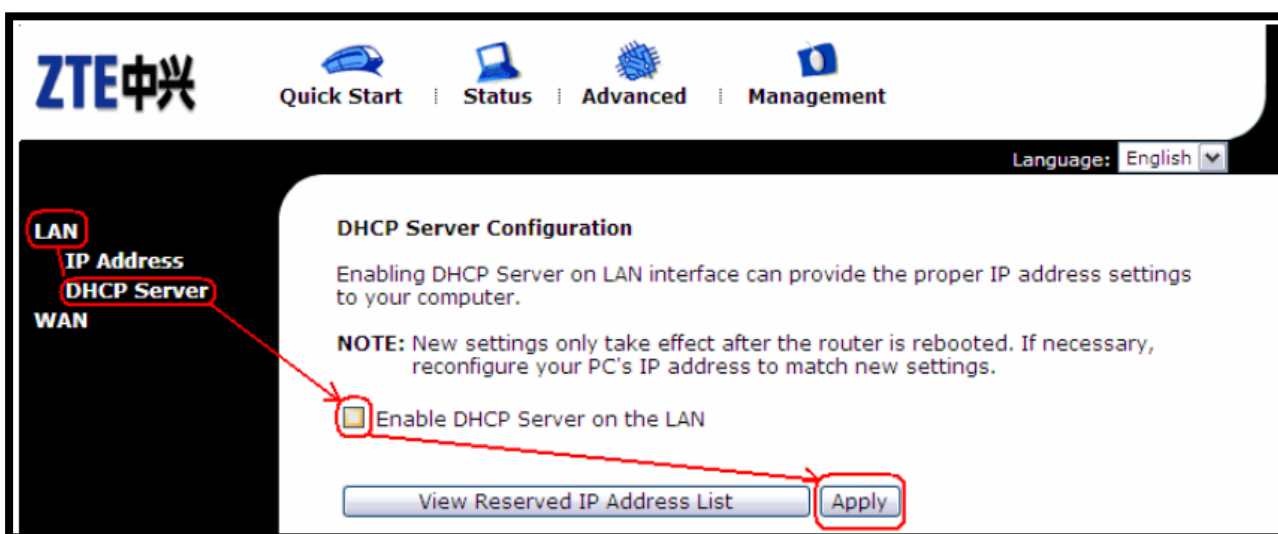 ZTE中兴
Quick Start
Status
Advanced
Management
Language: English
LAN
IP Address
DHCP Server
WAN
DHCP Server Configuration
Enabling DHCP Server on LAN interface can provide the proper IP address settings
to your computer.
NOTE: New settings only take effect after the router is rebooted. If necessary,
reconfigure your PC's IP address to match new settings.
Enable DHCP Server on the LAN
View Reserved IP Address List
Apply